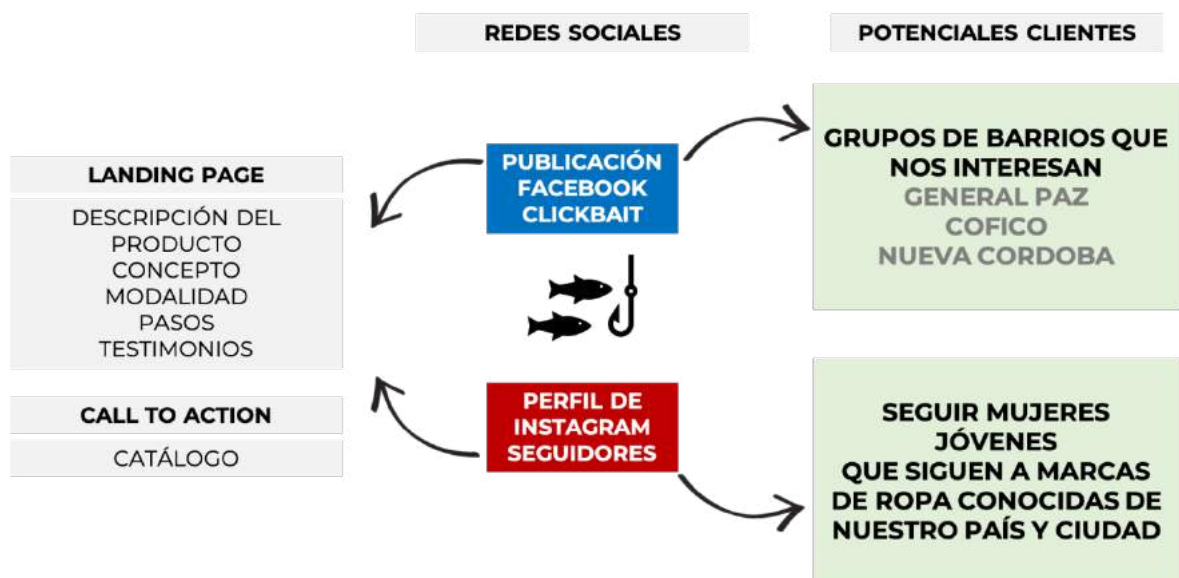 REDES SOCIALES
POTENCIALES CLIENTES
LANDING PAGE
DESCRIPCIÓN DEL
PRODUCTO
CONCEPTO
MODALIDAD
PASOS
TESTIMONIOS
CALL TO ACTION
CATÁLOGO
PUBLICACIÓN
FACEBOOK
CLICKBAIT
PERFIL DE
INSTAGRAM
SEGUIDORES
GRUPOS DE BARRIOS QUE
NOS INTERESAN
GENERAL PAZ
COFICO
NUEVA CORDOBA
SEGUIR MUJERES
JÓVENES
QUE SIGUEN A MARCAS
DE ROPA CONOCIDAS DE
NUESTRO PAÍS Y CIUDAD